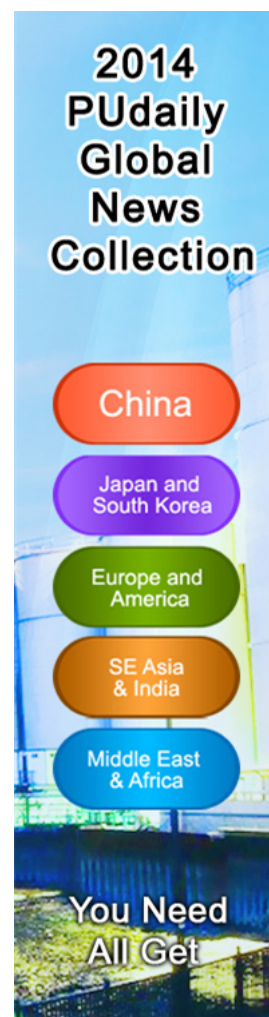 2014
PUdaily
Global
News
Collection
China
Japan and
South Korea
Europe and
America
SE Asia
& India
Middle East
& Africa
You Need
All Get